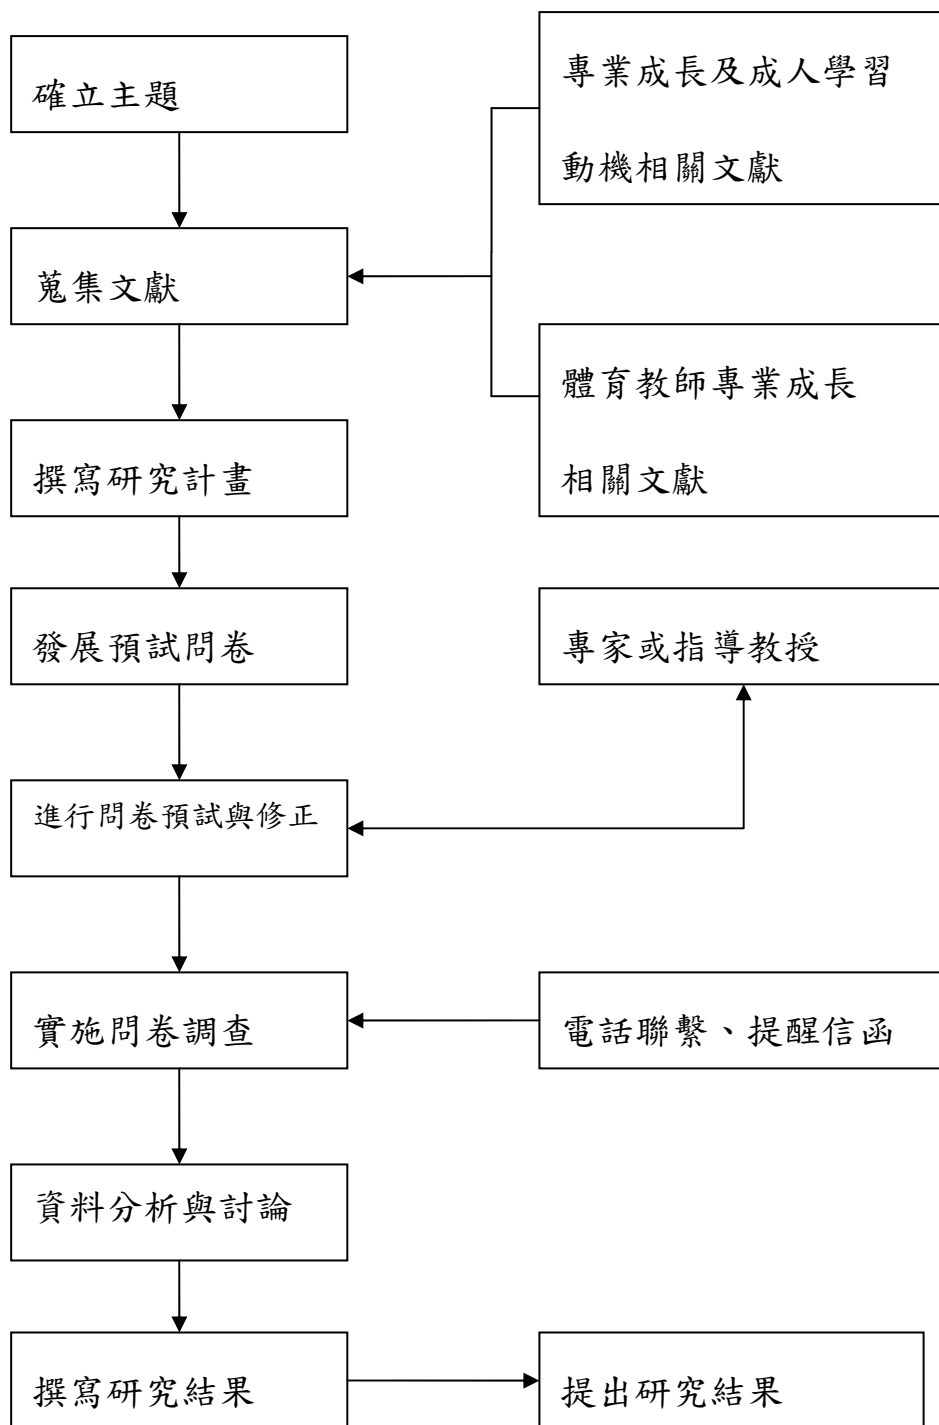 確立主題
專業成長及成人學習
動機相關文獻
蒐集文獻
體育教師專業成長
相關文獻
撰寫研究計畫
發展預試問卷
專家或指導教授
進行問卷預試與修正
實施問卷調查
電話聯繫、提醒信函
資料分析與討論
撰寫研究結果
提出研究結果